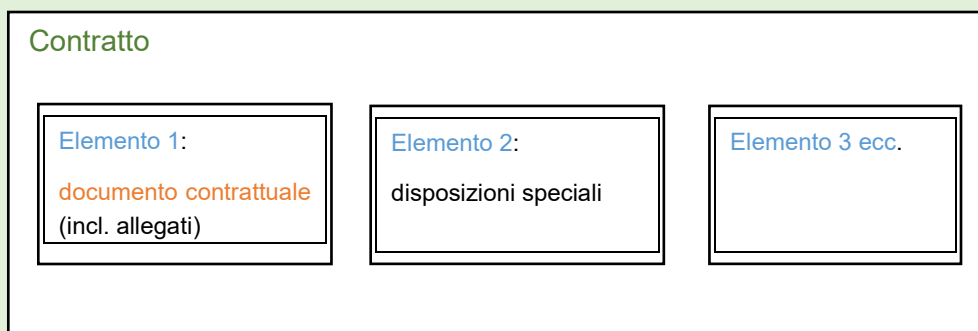 Contratto
Elemento 1:
documento contrattuale
(incl. allegati)
Elemento 2:
disposizioni speciali
Elemento 3 ecc.